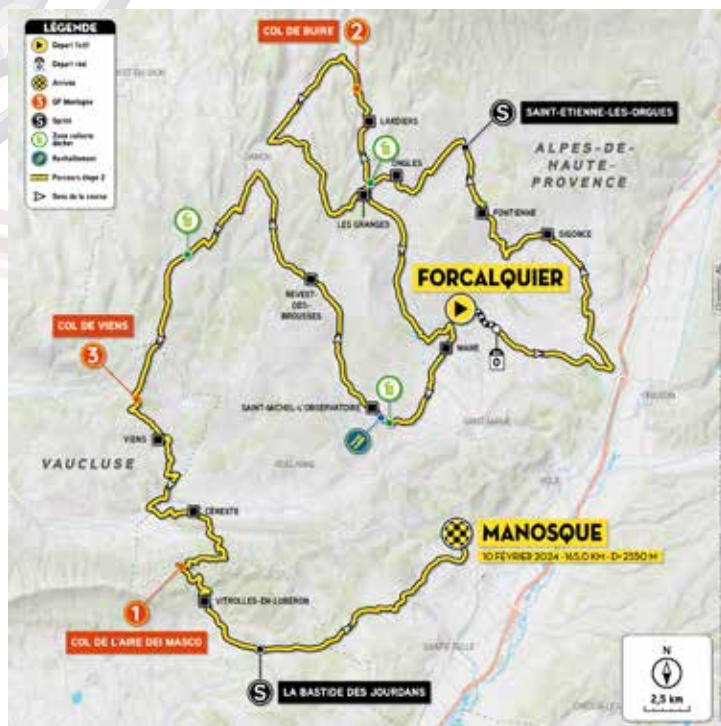 LÉGENDE
Départ fictif
Départ réel
Arrivée
3 GP Montagne
S Sprint
Zone collecte
déchet
Ravitaillement
Parcours étape 2
Sens de la course
COL DE BUIRE
2
LARDIERS
ONGLES
LES GRANGES
S SAINT-ETIENNE-LES-ORGUES
ALPES-DE-
HAUTE-
PROVENCE
FONTIENNE
SIGONCE
FORCALQUIER
0
MANE
REVEST-
DES-
BROUSSES
COL DE VIENS
3
SAINT-MICHEL-L'OBSERVATOIRE
VIENS
VAUCLUSE
CÉRESTE
MANOSQUE
10 FÉVRIER 2024 - 165,0 KM - D+ 2550 M
1
VITROLLES-EN-LUBÉRON
COL DE L'AIRE DEI MASCO
S LA BASTIDE DES JOURDANS
N
2,5 km